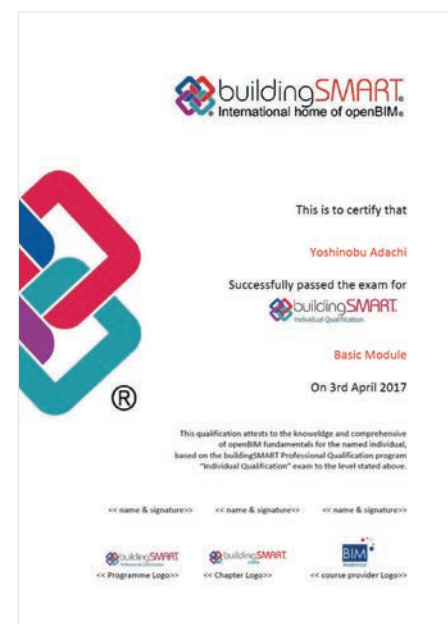 buildingSMART®
International home of openBIM®
This is to certify that
Yoshinobu Adachi
Successfully passed the exam for
buildingSMART
Individual Qualification
Basic Module
®
On 3rd April 2017
This qualification attests to the knoweldge and comprehensive
of openBIM fundamentals for the named individual,
based on the buildingSMART Professional Qualification program
"Individual Qualification" exam to the level stated above.
<< name & signature>> << name & signature>> << name & signature>>
buildingSMART buildingSMART BIM
<< Programme Logo>> << Chapter Logo>> << course provider Logo>>